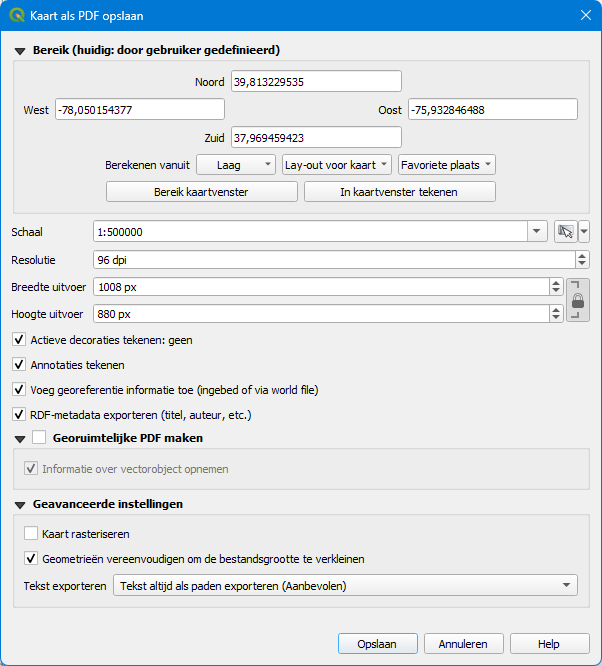 Kaart als PDF opslaan
Bereik (huidig: door gebruiker gedefinieerd)
Noord 39,813229535
West -78,050154377 Oost -75,932846488
Zuid 37,969459423
Berekenen vanuit Laag Lay-out voor kaart Favoriete plaats
Bereik kaartvenster In kaartvenster tekenen
Schaal 1:500000
Resolutie 96 dpi
Breedte uitvoer 1008 px
Hoogte uitvoer 880 px
Actieve decoraties tekenen: geen
Annotaties tekenen
Voeg georeferentie informatie toe (ingebed of via world file)
RDF-metadata exporteren (titel, auteur, etc.)
Georuimtelijke PDF maken
Informatie over vectorobject opnemen
Geavanceerde instellingen
Kaart rasteriseren
Geometrieën vereenvoudigen om de bestandsgrootte te verkleinen
Tekst exporteren Tekst altijd als paden exporteren (Aanbevolen)
Opslaan Annuleren Help